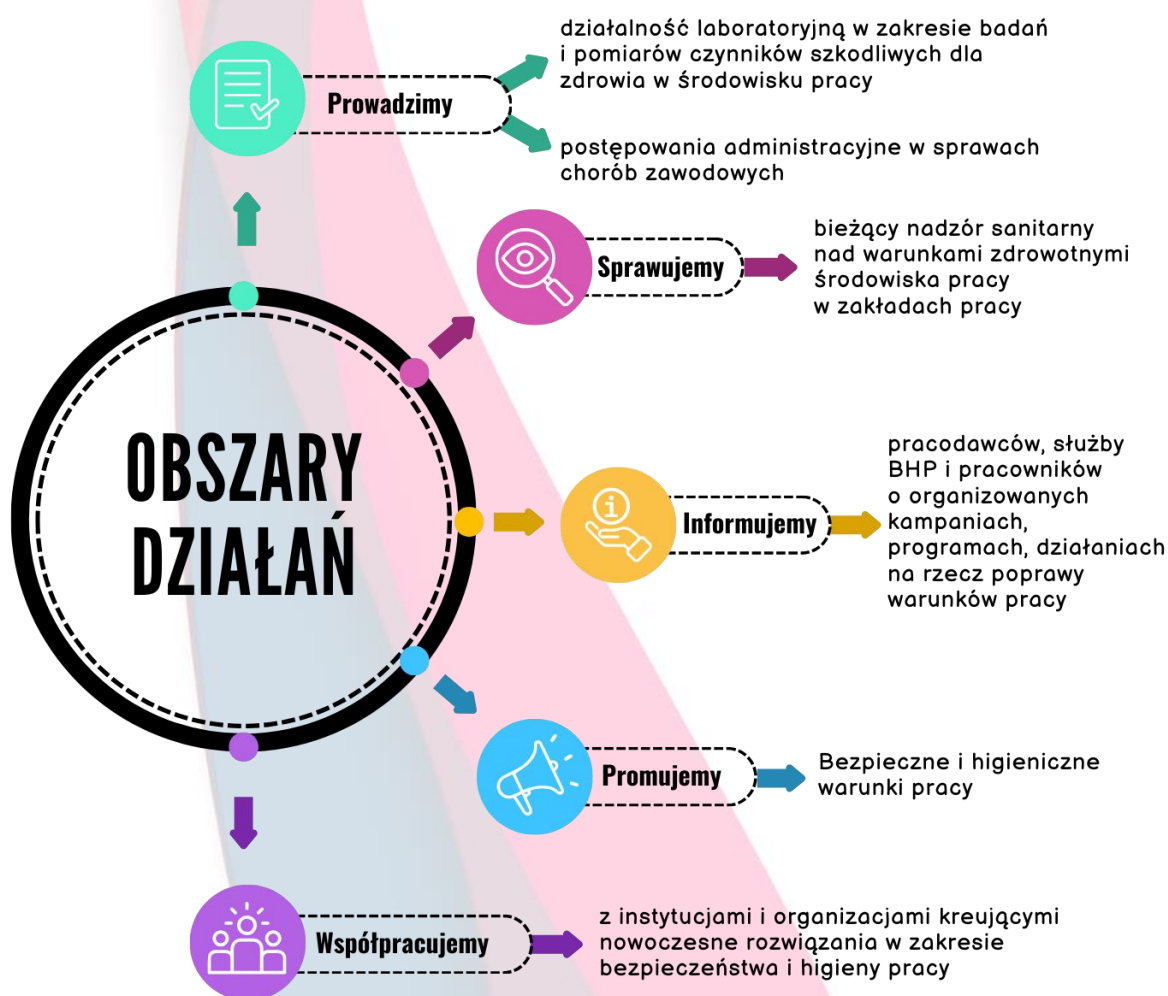 działalność laboratoryjną w zakresie badań
i pomiarów czynników szkodliwych dla
zdrowia w środowisku pracy
Prowadzimy
postępowania administracyjne w sprawach
chorób zawodowych
bieżący nadzór sanitarny
nad warunkami zdrowotnymi
środowiska pracy
w zakładach pracy
Sprawujemy
OBSZARY
DZIAŁAŃ
pracodawców, służby
BHP i pracowników
o organizowanych
kampaniach,
programach, działaniach
na rzecz poprawy
warunków pracy
Informujemy
Promujemy
Bezpieczne i higieniczne
warunki pracy
Współpracujemy
z instytucjami i organizacjami kreującymi
nowoczesne rozwiązania w zakresie
bezpieczeństwa i higieny pracy